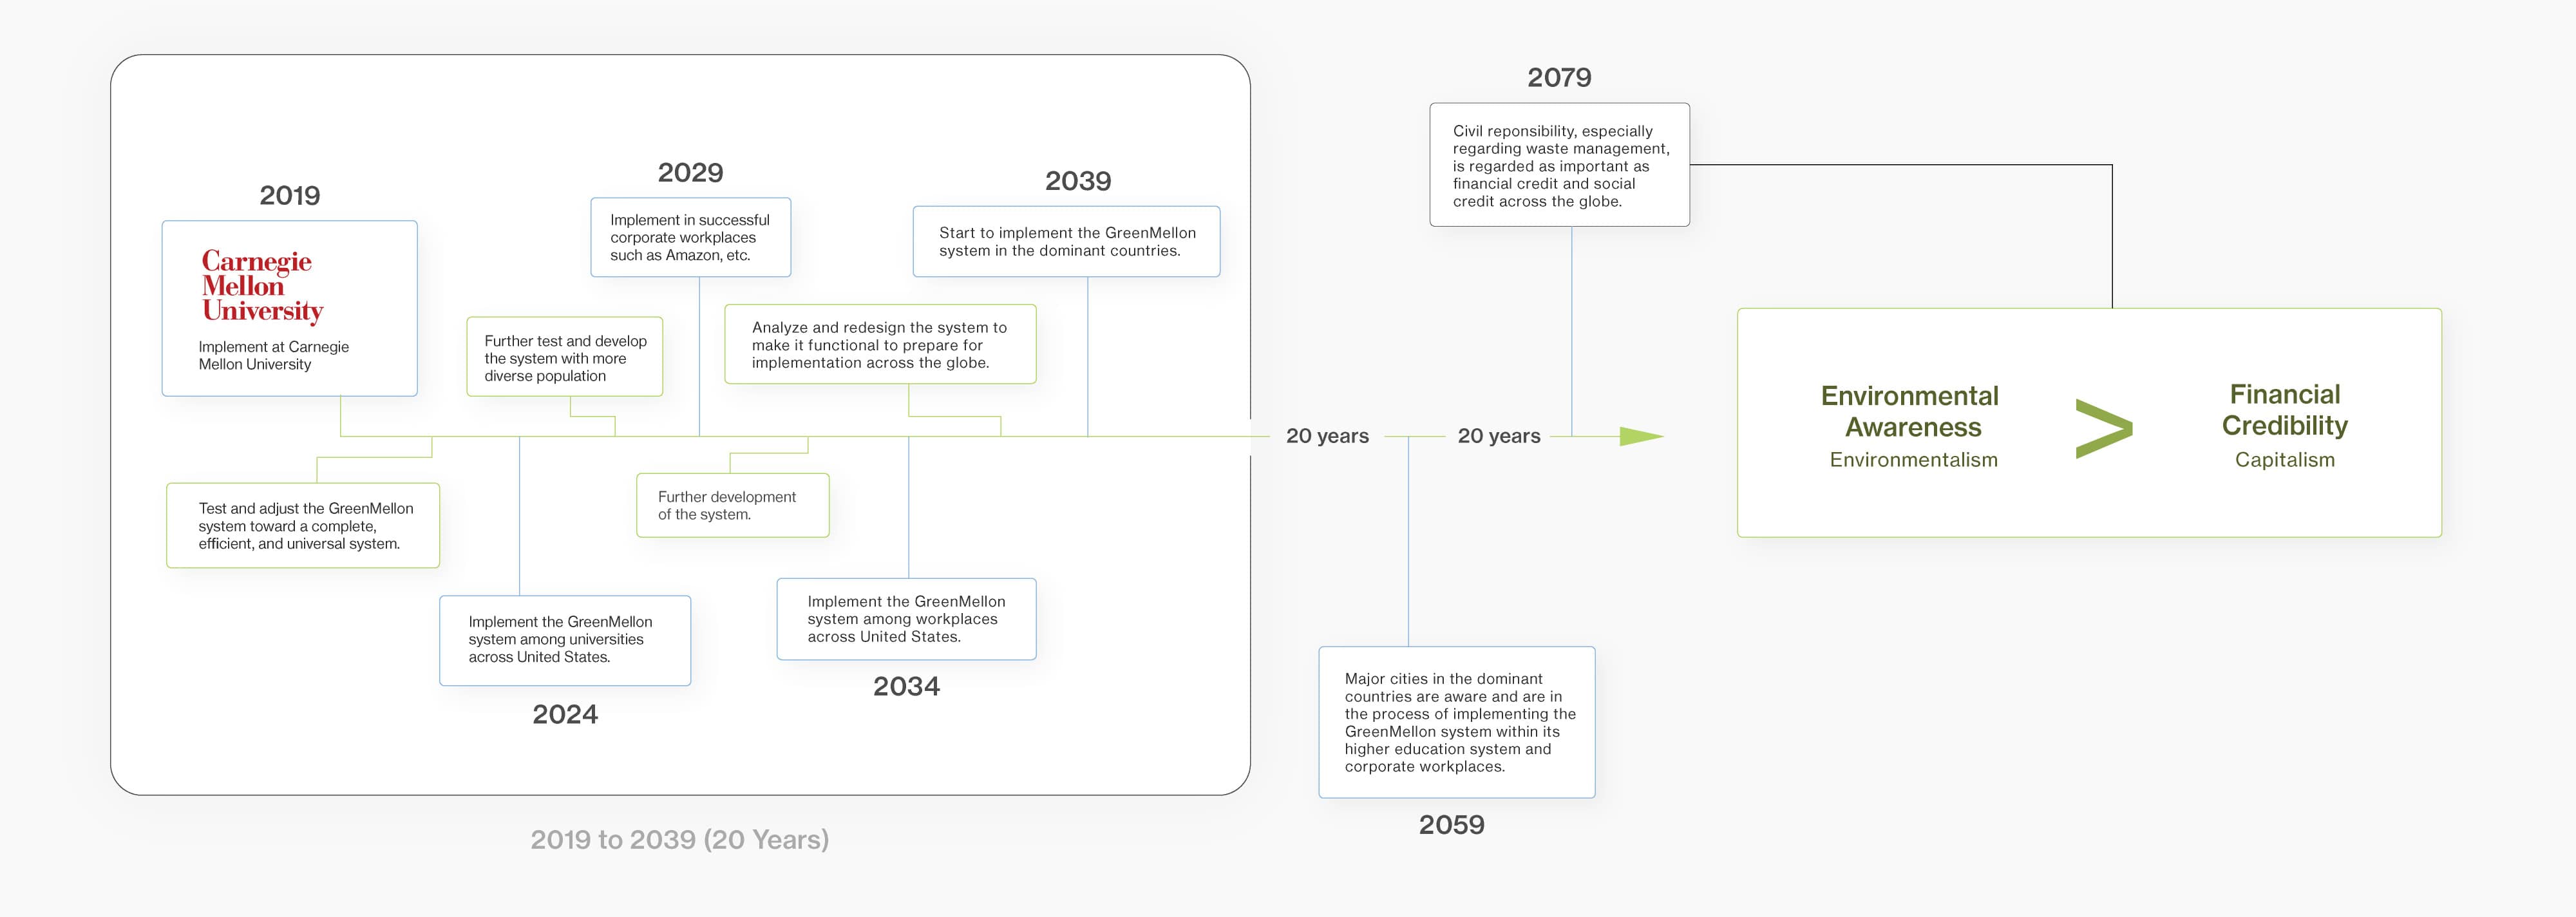 2019
Carnegie
Mellon
University
Implement at Carnegie
Mellon University
Test and adjust the GreenMellon
system toward a complete,
efficient, and universal system.
Implement the GreenMellon
system among universities
across United States.
2024
Further test and develop
the system with more
diverse population
2029
Implement in successful
corporate workplaces
such as Amazon, etc.
Further development
of the system.
Implement the GreenMellon
system among workplaces
across United States.
2034
Analyze and redesign the system to
make it functional to prepare for
implementation across the globe.
2039
Start to implement the GreenMellon
system in the dominant countries.
2019 to 2039 (20 Years)
20 years
Major cities in the dominant
countries are aware and are in
the process of implementing the
GreenMellon system within its
higher education system and
corporate workplaces.
2059
20 years
2079
Civil reponsibility, especially
regarding waste management,
is regarded as important as
financial credit and social
credit across the globe.
Environmental
Awareness
Environmentalism
>
Financial
Credibility
Capitalism